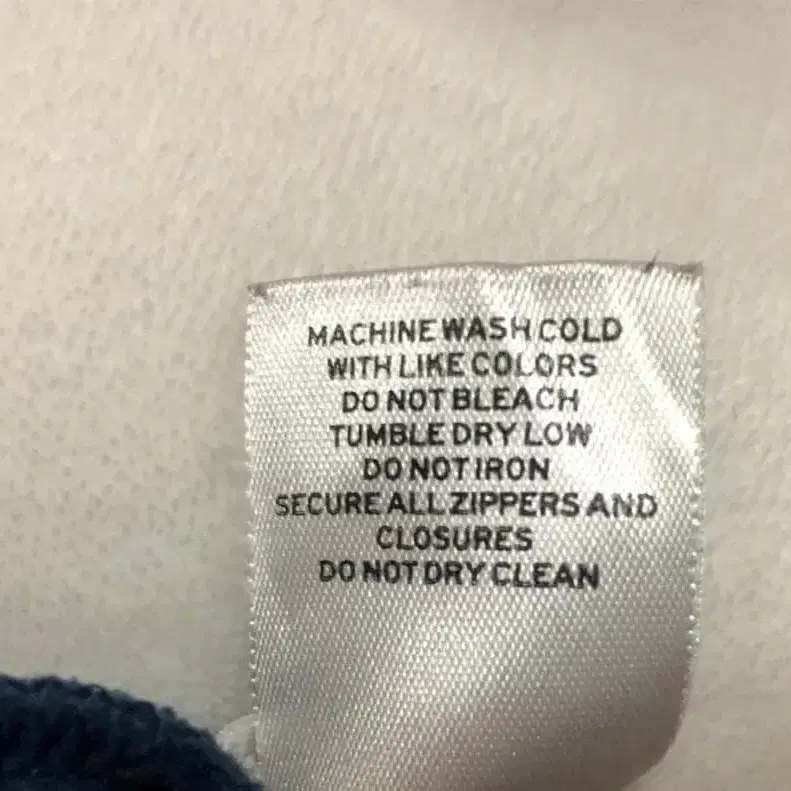 MACHINE WASH COLD
WITH LIKE COLORS
DO NOT BLEACH
TUMBLE DRY LOW
DO NOT IRON
SECURE ALL ZIPPERS AND
CLOSURES
DO NOT DRY CLEAN